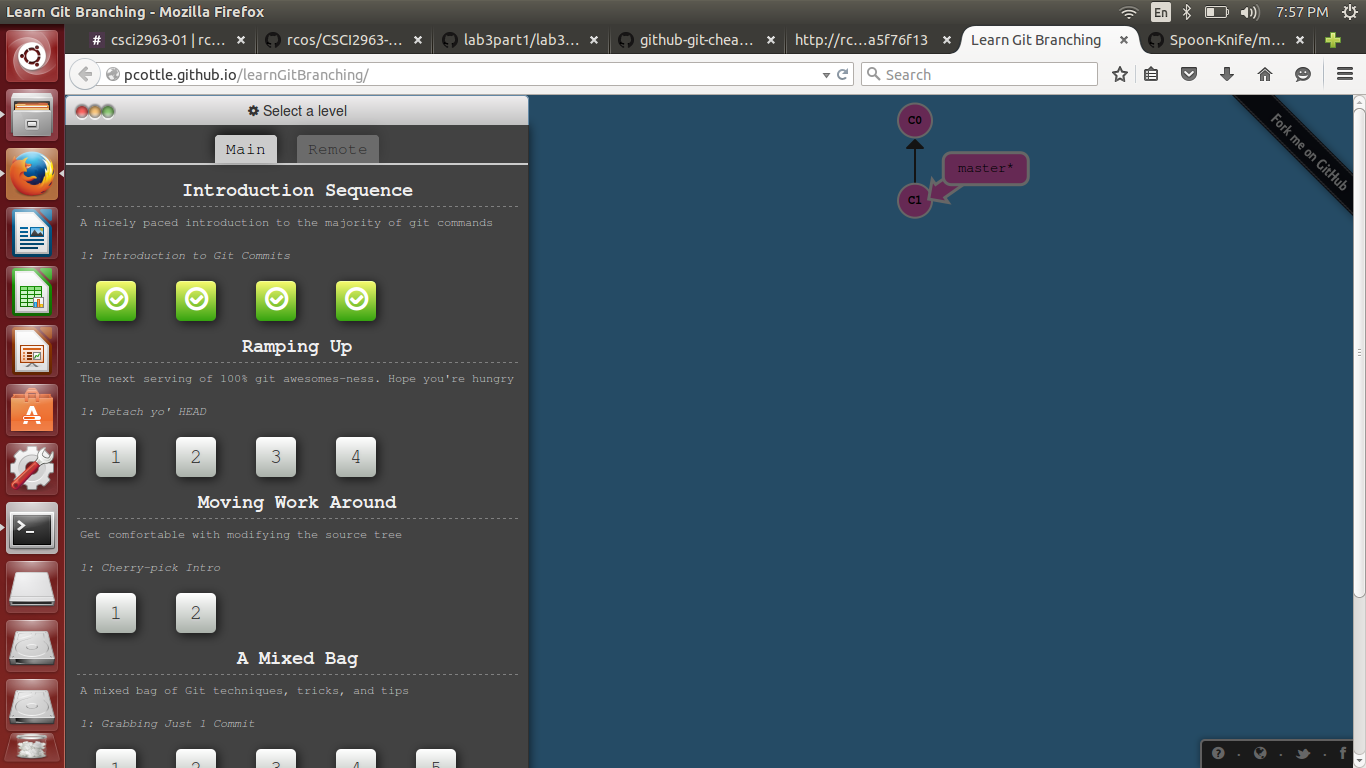 Learn Git Branching - Mozilla Firefox
En
7:57 PM
# csci2963-01 | rc... ×
rcos/CSCI2963-... ×
lab3part1/lab3... ×
github-git-chea... ×
http://rc...a5f76f13 ×
Learn Git Branching ×
Spoon-Knife/m... ×
pcottle.github.io/learnGitBranching/
Search
Select a level
Main
Remote
Introduction Sequence
A nicely paced introduction to the majority of git commands
1: Introduction to Git Commits
Ramping Up
The next serving of 100% git awesomes-ness. Hope you're hungry
1: Detach yo' HEAD
1 2 3 4
Moving Work Around
Get comfortable with modifying the source tree
1: Cherry-pick Intro
1 2
A Mixed Bag
A mixed bag of Git techniques, tricks, and tips
1: Grabbing Just 1 Commit
1 2 3 4 5
C0
master*
C1
Fork me on GitHub